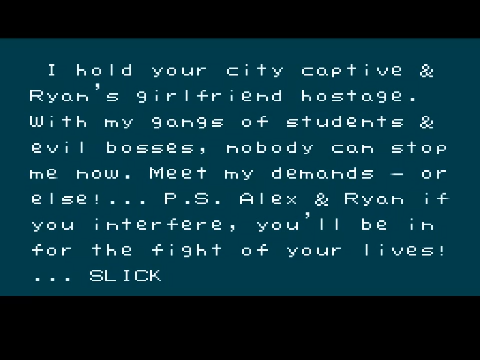 I hold your city captive &
Ryan's girlfriend hostage.
With my gangs of students &
evil bosses, nobody can stop
me now. Meet my demands – or
else!... P.S. Alex & Ryan if
you interfere, you'll be in
for the fight of your lives!
... SLICK